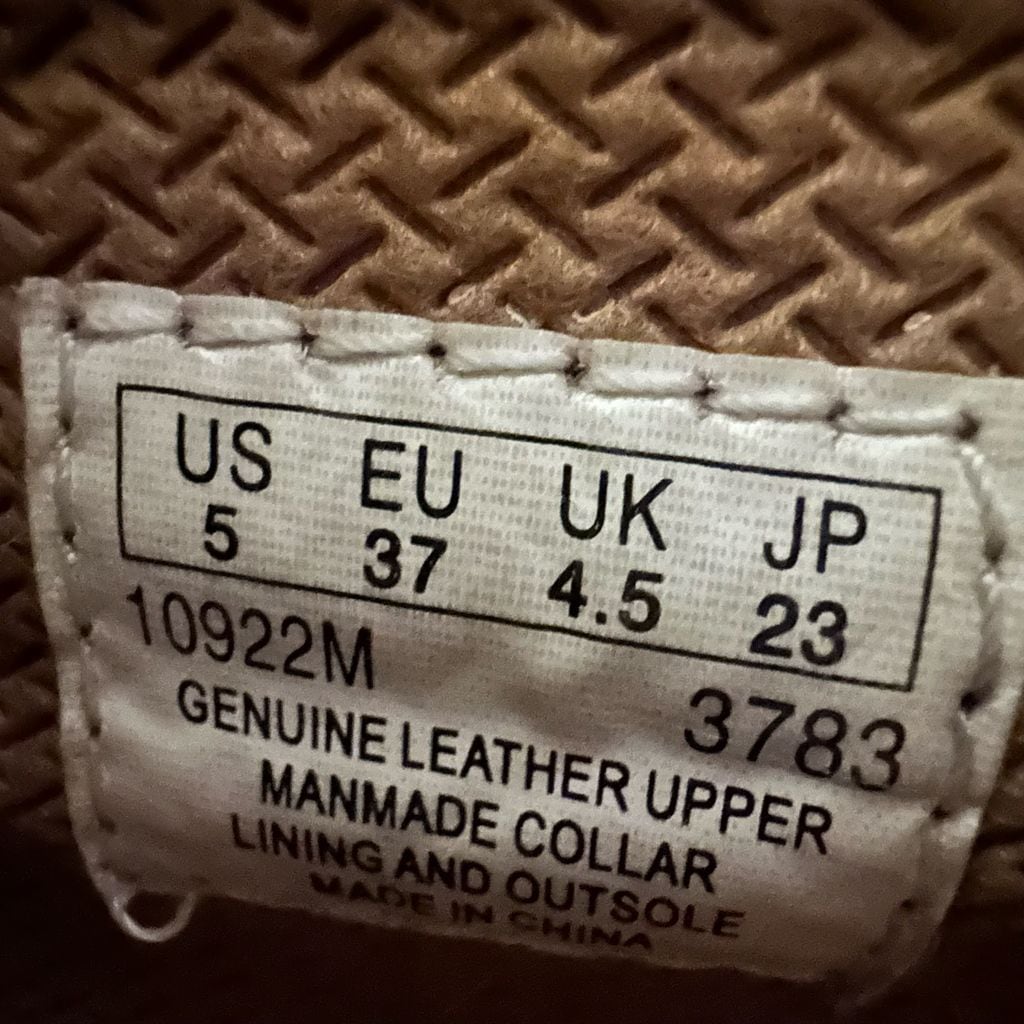 US EU UK JP
5 37 4.5 23
10922M 3783
GENUINE LEATHER UPPER
MANMADE COLLAR
LINING AND OUTSOLE
MADE IN CHINA